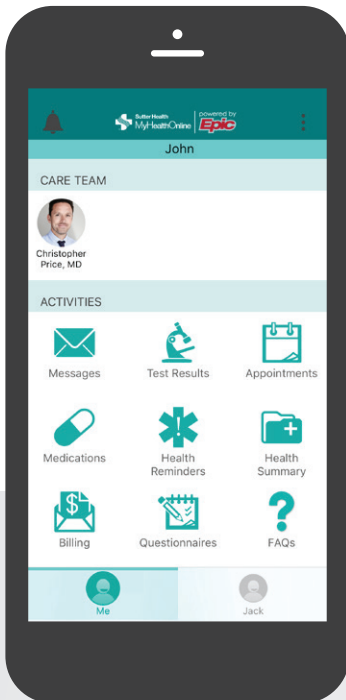 Sutter Health
MyHealthOnline
powered by
Epic
John
CARE TEAM
Christopher
Price, MD
ACTIVITIES
Messages
Test Results
Appointments
Medications
Health
Reminders
Health
Summary
$
Billing
Questionnaires
?
FAQs
Me
Jack